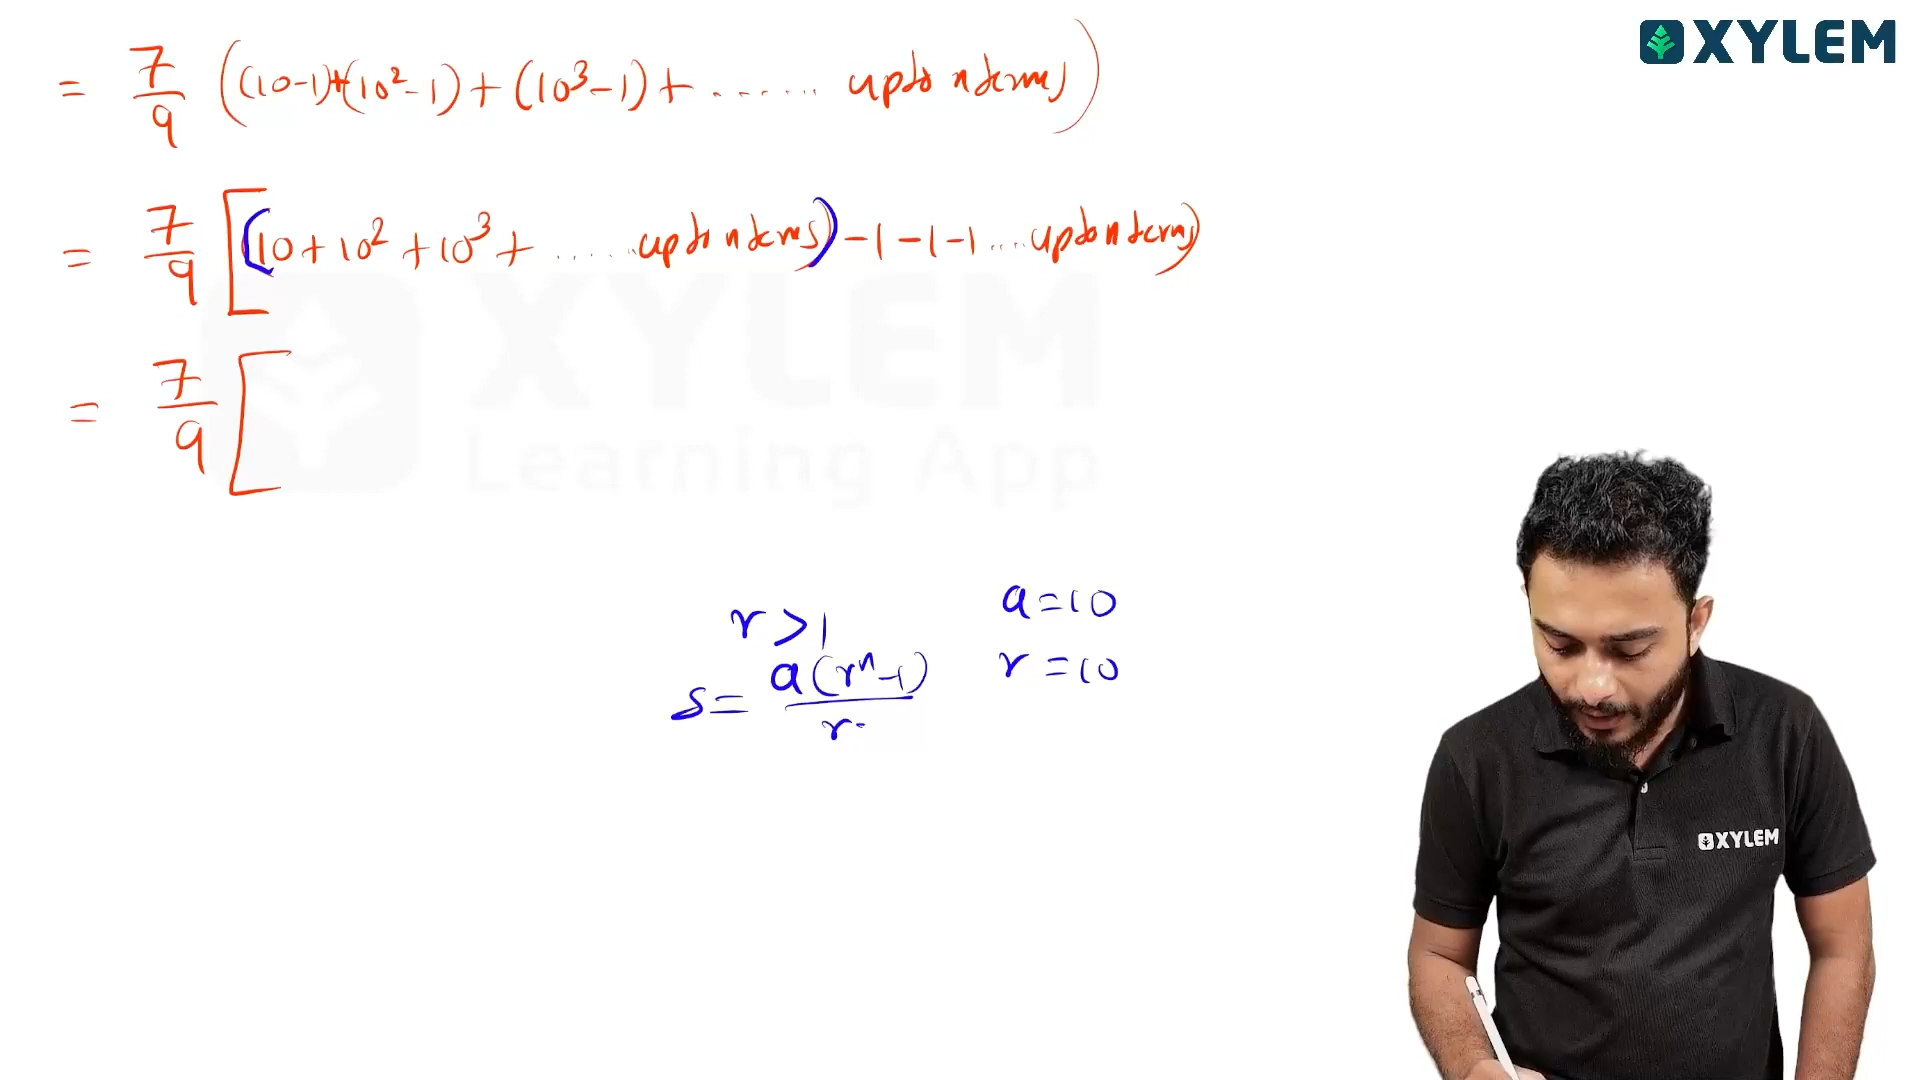 XYLEM
= 7/9 ((10-1)+(10²-1)+(10³-1)+ ...... upto n terms)
= 7/9 [(10+10²+10³+ ...... upto n terms) -1-1-1 .... upto n terms)
XYLEM
Learning App
= 7/9 [
r>1
a=10
s= a(rⁿ-1)/r-
r=10
XYLEM